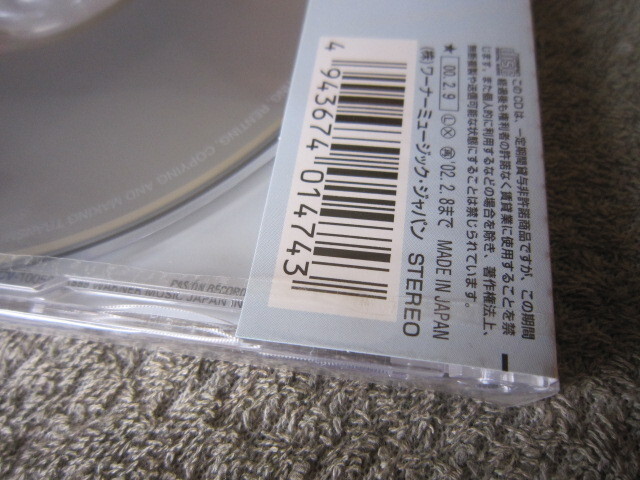 このCDは、一定期間貸与非許諾商品ですが、この期間
経過後も権利者の許諾なく賃貸業に使用することを禁
じます。また個人的に利用するなどの場合を除き、著作権法上、
無断複製や送信可能な状態にすることは禁じられています。
★ 00.2.9 Ⓛ Ⓧ '02.2.8まで MADE IN JAPAN
(株)ワーナーミュージック・ジャパン STEREO
4943674014743
RENTING, COPYING AND
WARNER MUSIC JAPAN